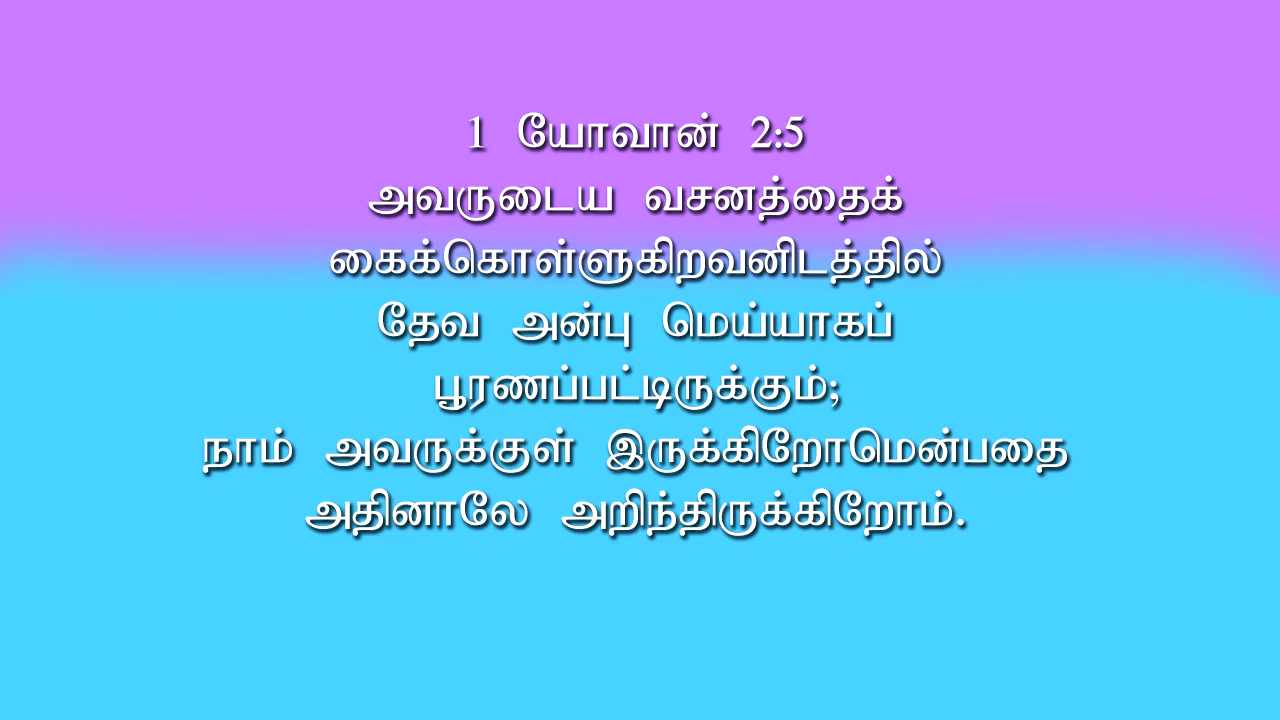 1 யோவான் 2:5
அவருடைய வசனத்தைக்
கைக்கொள்ளுகிறவனிடத்தில்
தேவ அன்பு மெய்யாகப்
பூரணப்பட்டிருக்கும்;
நாம் அவருக்குள் இருக்கிறோமென்பதை
அதினாலே அறிந்திருக்கிறோம்.